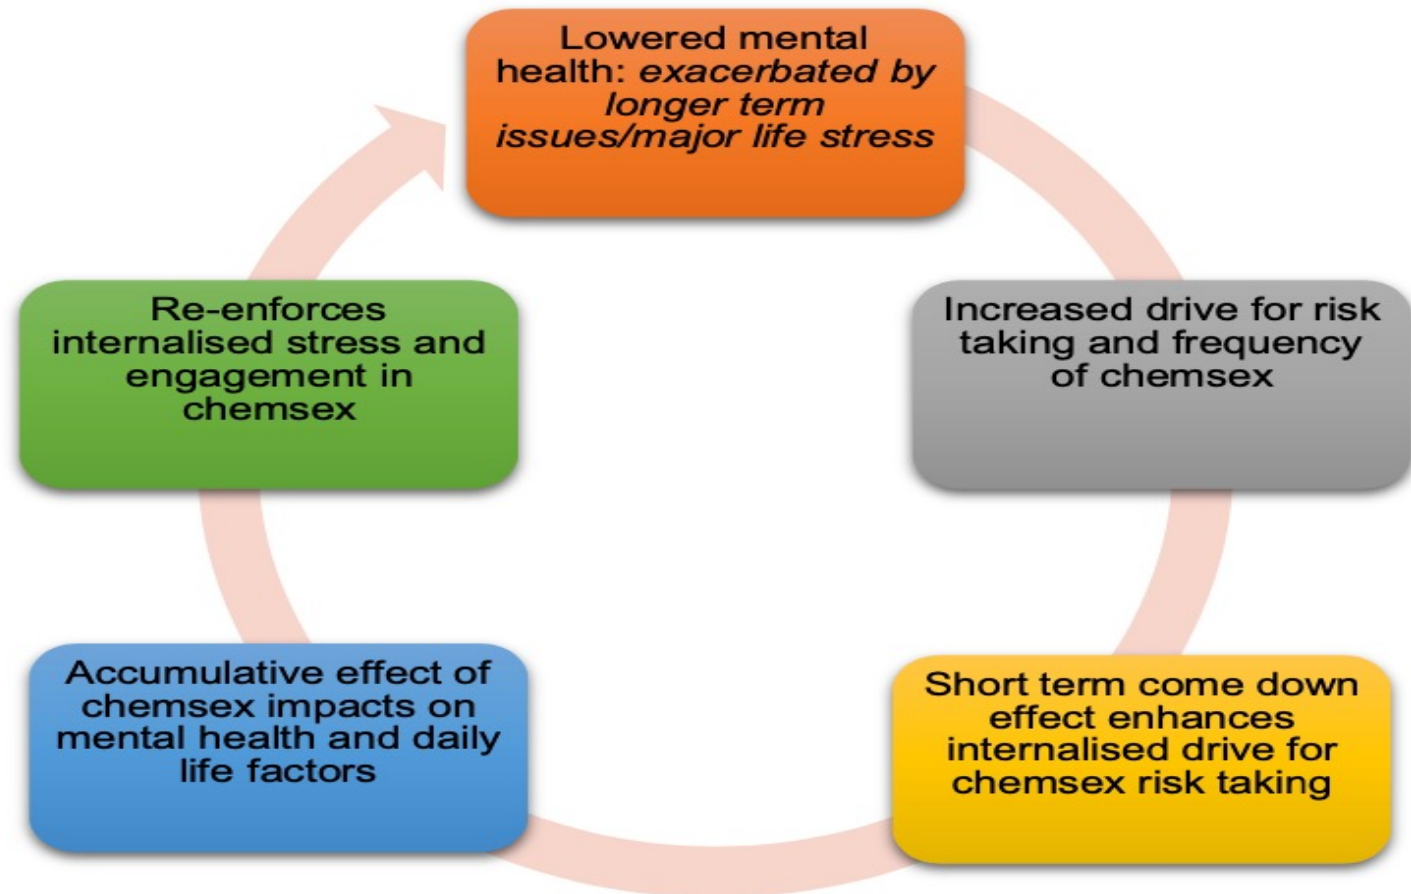 Lowered mental
health: exacerbated by
longer term
issues/major life stress
Increased drive for risk
taking and frequency
of chemsex
Short term come down
effect enhances
internalised drive for
chemsex risk taking
Accumulative effect of
chemsex impacts on
mental health and daily
life factors
Re-enforces
internalised stress and
engagement in
chemsex